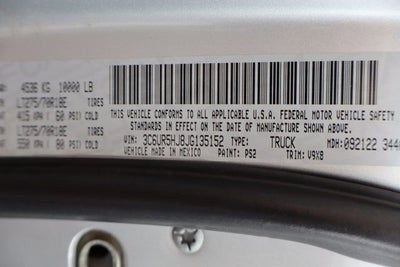 4536 KG 10000 LB
LT275/70R18E TIRES
415 KPA ( 60 PSI) COLD
LT275/70R18E TIRES
550 KPA ( 80 PSI) COLD
THIS VEHICLE CONFORMS TO ALL APPLICABLE U.S.A. FEDERAL MOTOR VEHICLE SAFETY
STANDARDS IN EFFECT ON THE DATE OF MANUFACTURE SHOWN ABOVE.
VIN: 3C6UR5HJ8JG135152 TYPE: TRUCK MDH: 092122 344
VEHICLE MADE IN MEXICO PAINT: PS2 TRIM: V9X8